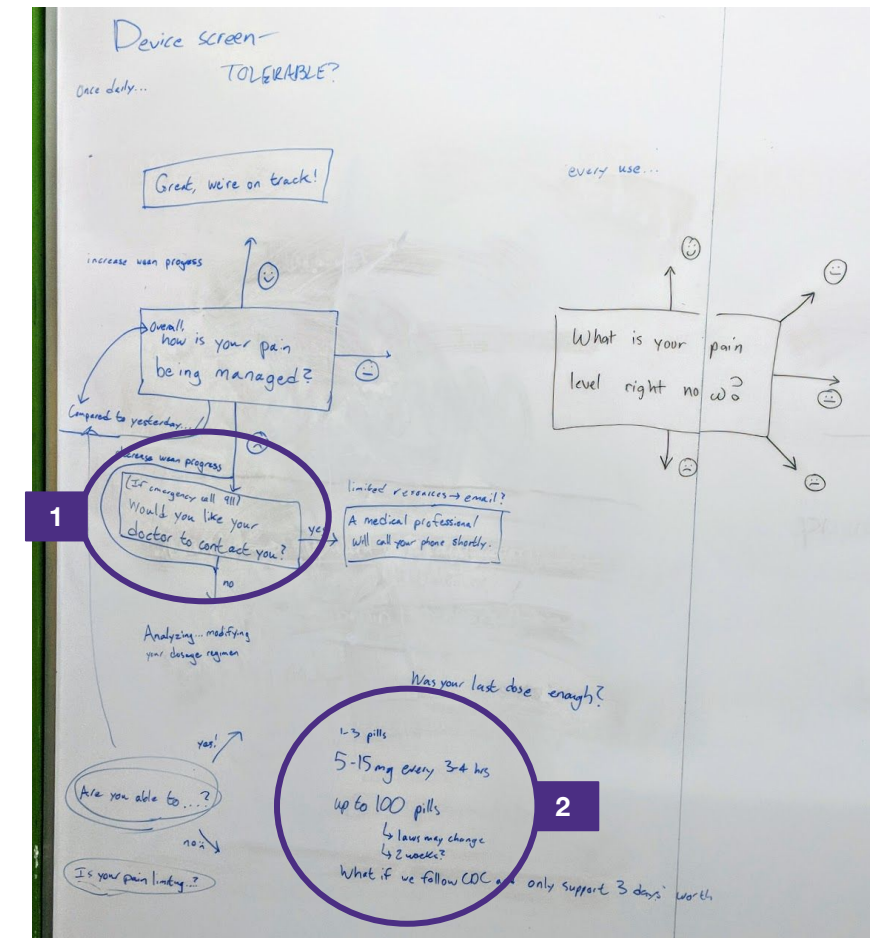 Device screen-
TOLERABLE?
Once daily...
Great, we're on track!
every use...
increase wean progress
Overall,
how is your pain
being managed?
What is your pain
level right now?
Compared to yesterday...
decrease wean progress
(If emergency call 911)
Would you like your
doctor to contact you?
yes
limited resources → email?
A medical professional
will call your phone shortly.
1
no
Analyzing... modifying
your dosage regimen
Was your last dose enough?
1-3 pills
5-15mg every 3-4 hrs
up to 100 pills
↳ laws may change
↳ 2 weeks?
What if we follow CDC and only support 3 days' worth
2
yes!
Are you able to ....?
no
Is your pain limiting..?